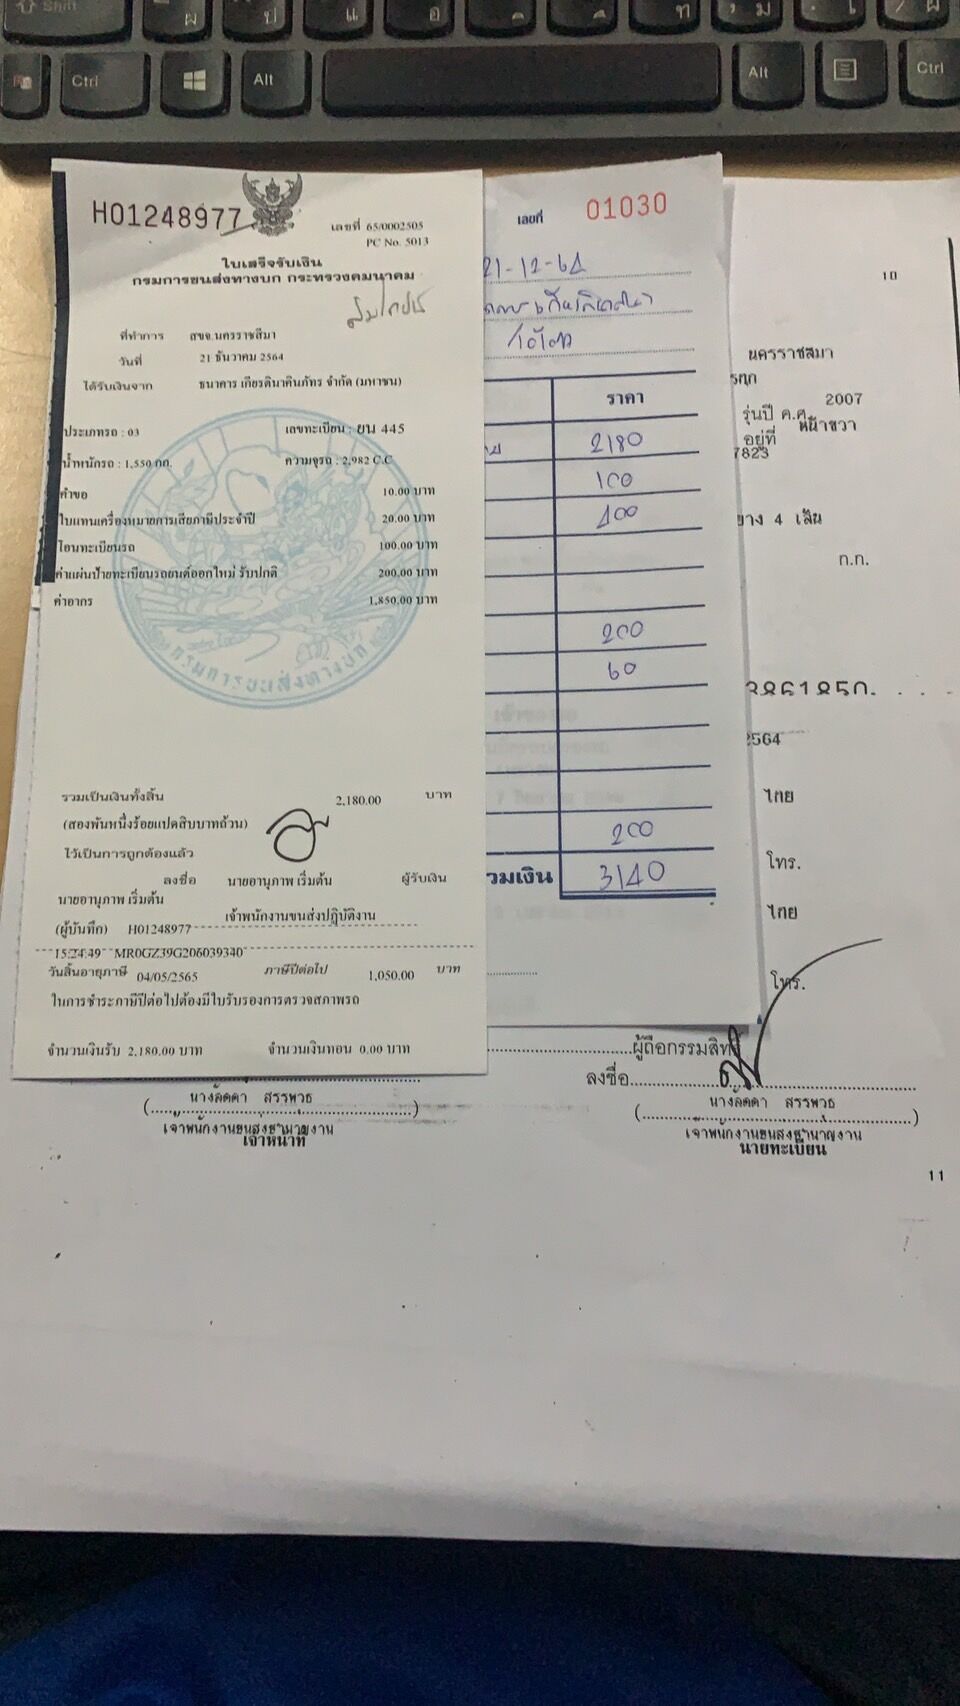 Shift
ผ
ป
แ
อ
ท
ม
ฝ
Ctrl
Alt
Alt
Ctrl
H01248977
เลขที่ 65/0002505
PC No. 5013
ใบเสร็จรับเงิน
กรมการขนส่งทางบก กระทรวงคมนาคม
ที่ทำการ สขจ.นครราชสีมา
วันที่ 21 ธันวาคม 2564
ได้รับเงินจาก ธนาคาร เกียรตินาคินภัทร จำกัด (มหาชน)
ประเภทรถ : 03 เลขทะเบียน : ยน 445
น้ำหนักรถ : 1,550 กก. ความจุรถ : 2,982 C.C
คำขอ 10.00 บาท
ใบแทนเครื่องหมายการเสียภาษีประจำปี 20.00 บาท
โอนทะเบียนรถ 100.00 บาท
ค่าแผ่นป้ายทะเบียนรถยนต์ออกใหม่ รับปกติ 200.00 บาท
ค่าอากร 1,850.00 บาท
กรมการขนส่งทางบก
รวมเป็นเงินทั้งสิ้น 2,180.00 บาท
(สองพันหนึ่งร้อยแปดสิบบาทถ้วน)
ไว้เป็นการถูกต้องแล้ว
ลงชื่อ นายอานุภาพ เริ่มต้น ผู้รับเงิน
นายอานุภาพ เริ่มต้น
เจ้าพนักงานขนส่งปฏิบัติงาน
(ผู้บันทึก) H01248977
15:24:49 MR0GZ39G206039340
วันสิ้นอายุภาษี 04/05/2565 ภาษีปีต่อไป 1,050.00 บาท
ในการชำระภาษีปีต่อไปต้องมีใบรับรองการตรวจสภาพรถ
จำนวนเงินรับ 2,180.00 บาท จำนวนเงินทอน 0.00 บาท
เลขที่ 01030
21-12-64
ราคา
2180
100
400
200
60
200
วมเงิน 3140
10
นครราชสีมา
รทุก
รุ่นปี ค.ศ. 2007
อยู่ที่ หน้าขวา
7823
ยาง 4 เส้น
ก.ก.
2564
ไทย
โทร.
ไทย
โทร.
ผู้ถือกรรมสิทธิ์
ลงชื่อ
นางลัดดา สรรพวุธ
เจ้าพนักงานขนส่งชำนาญงาน
เจ้าหน้าที่
นางลัดดา สรรพวุธ
เจ้าพนักงานขนส่งชำนาญงาน
นายทะเบียน
11